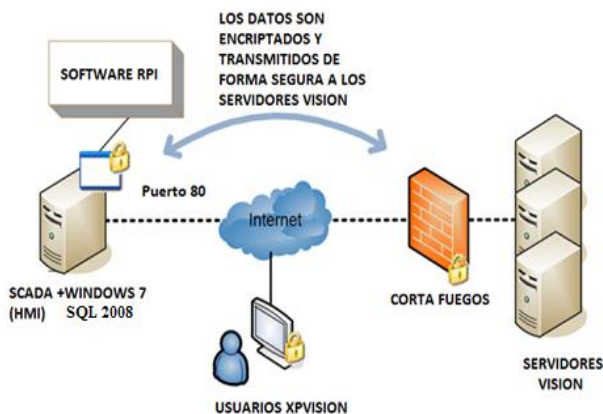 LOS DATOS SON
ENCRIPTADOS Y
TRANSMITIDOS DE
FORMA SEGURA A LOS
SERVIDORES VISION
SOFTWARE RPI
Puerto 80
Internet
SCADA +WINDOWS 7
(HMI) SQL 2008
CORTA FUEGOS
SERVIDORES
VISION
USUARIOS XPVISION